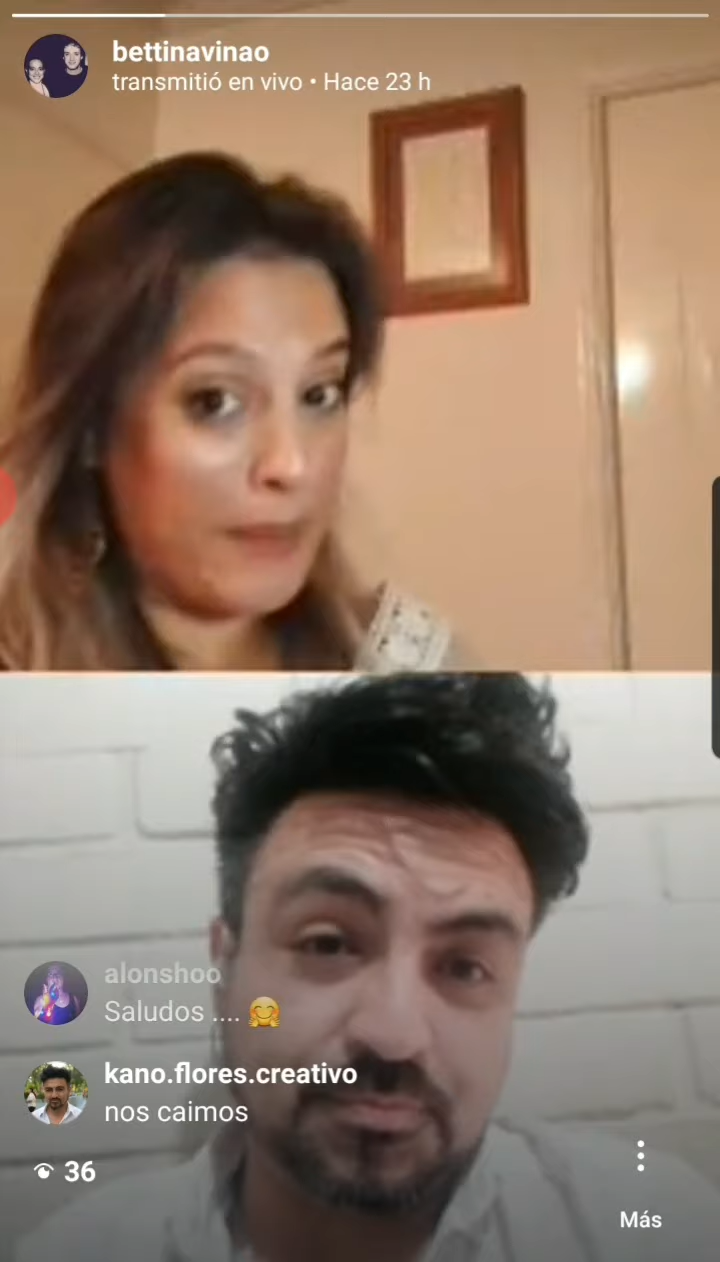 bettinavinao
transmitió en vivo • Hace 23 h
alonshoo
Saludos .... 🤗
kano.flores.creativo
nos caimos
36
Más